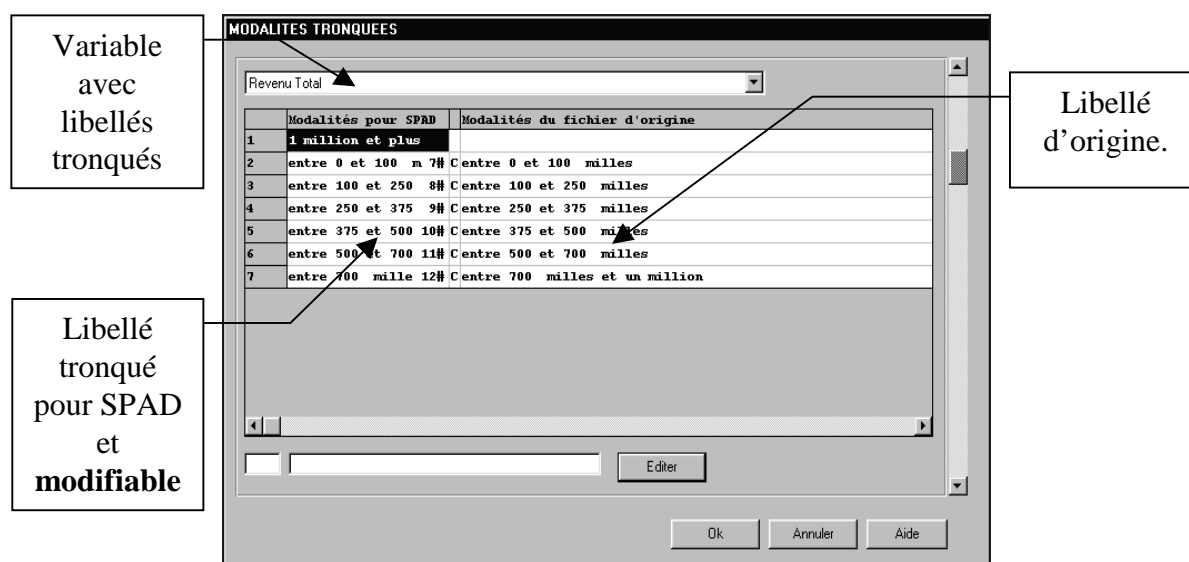 MODALITES TRONQUEES
Variable
avec
libellés
tronqués
Revenu Total
Libellé
d'origine.
Modalités pour SPAD Modalités du fichier d'origine
1 1 million et plus
2 entre 0 et 100 m 7# C entre 0 et 100 milles
3 entre 100 et 250 8# C entre 100 et 250 milles
4 entre 250 et 375 9# C entre 250 et 375 milles
5 entre 375 et 500 10# C entre 375 et 500 milles
6 entre 500 et 700 11# C entre 500 et 700 milles
7 entre 700 mille 12# C entre 700 milles et un million
Libellé
tronqué
pour SPAD
et
modifiable
Editer
Ok Annuler Aide